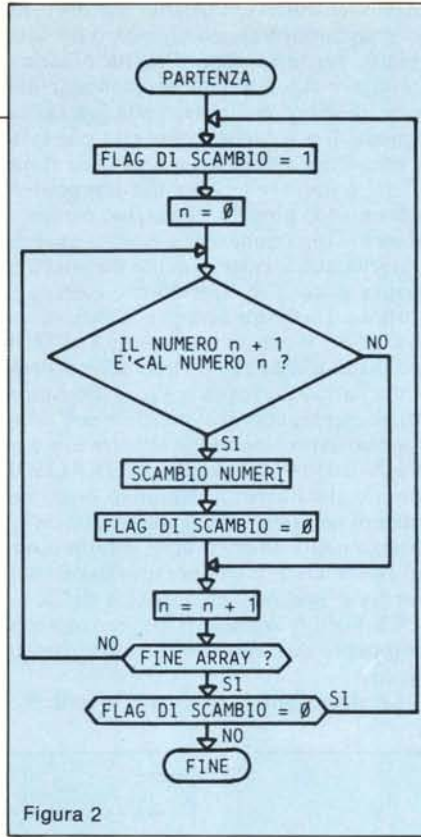 PARTENZA
FLAG DI SCAMBIO = 1
n = Ø
IL NUMERO n + 1
E'<AL NUMERO n ?
NO
SI
SCAMBIO NUMERI
FLAG DI SCAMBIO = Ø
n = n + 1
NO
FINE ARRAY ?
SI
FLAG DI SCAMBIO = Ø
SI
NO
FINE
Figura 2